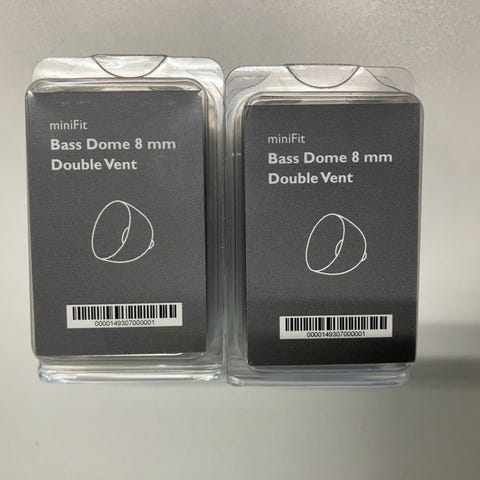 miniFit
Bass Dome 8 mm
Double Vent
0000149307000001
miniFit
Bass Dome 8 mm
Double Vent
0000149307000001